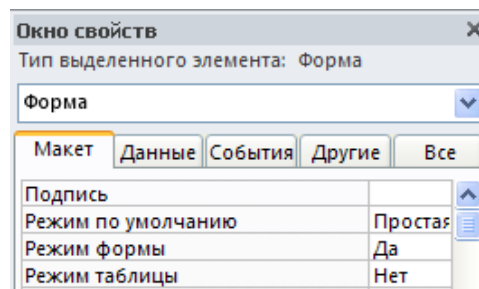 Окно свойств
Тип выделенного элемента: Форма
Форма
Макет Данные События Другие Все
Подпись
Режим по умолчанию Простая
Режим формы Да
Режим таблицы Нет